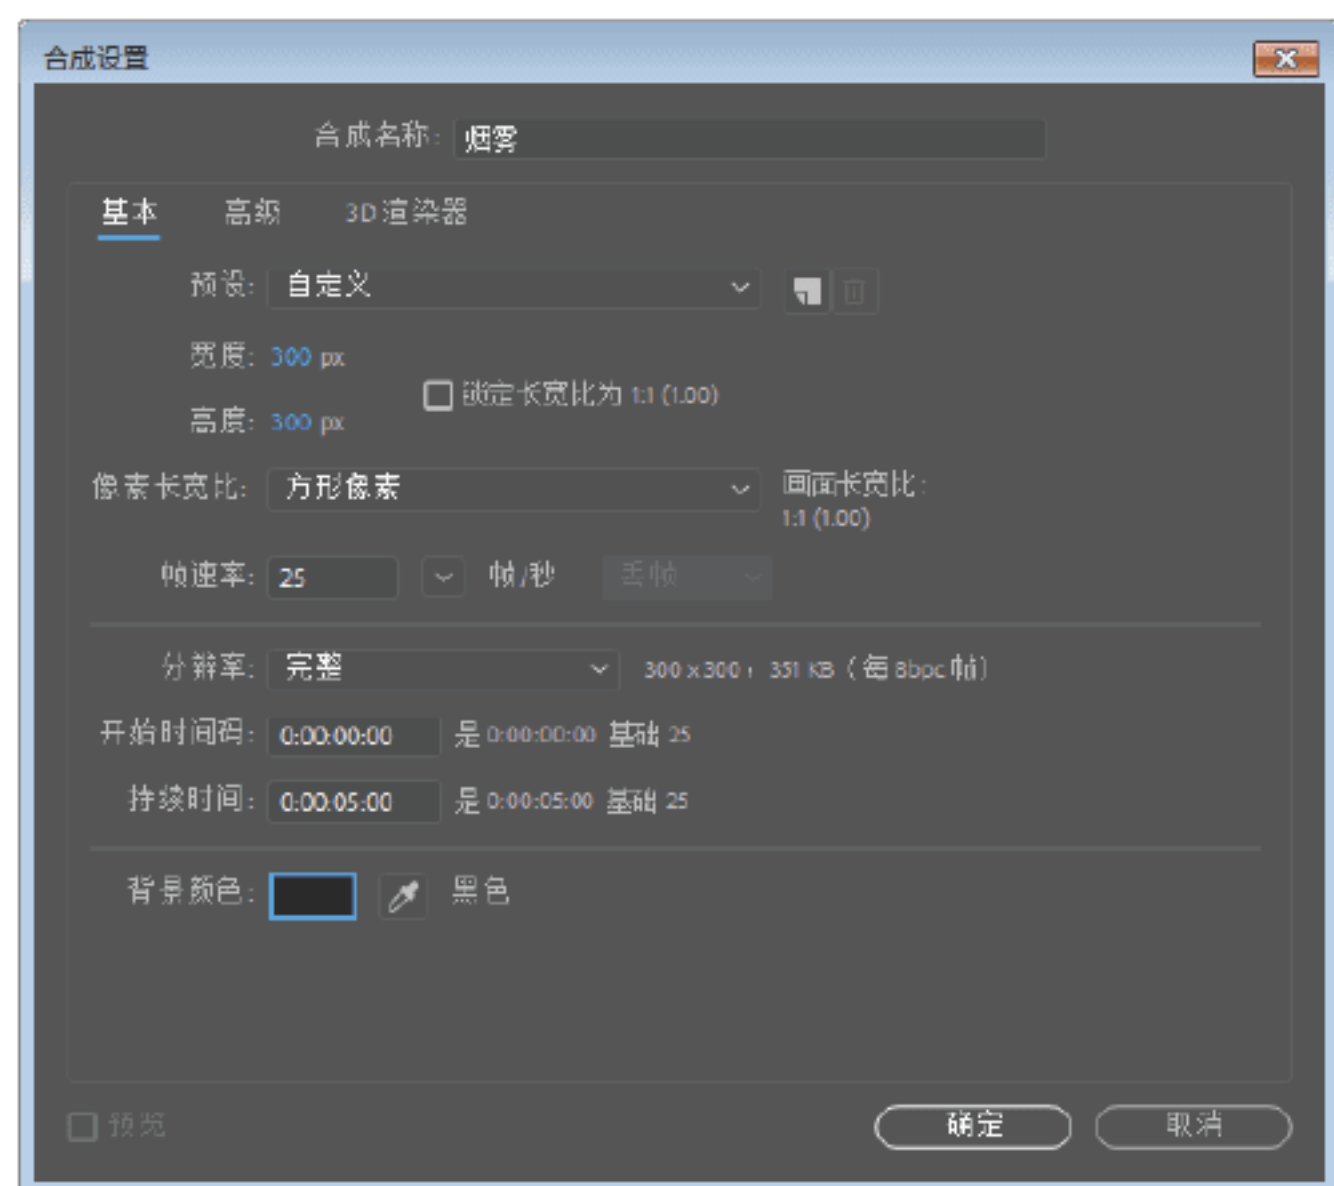 合成设置
合成名称: 烟雾
基本 高级 3D渲染器
预设: 自定义
宽度: 300 px
锁定长宽比为 1:1 (1.00)
高度: 300 px
像素长宽比: 方形像素 画面长宽比:
1:1 (1.00)
帧速率: 25 帧/秒 丢帧
分辨率: 完整 300 x 300，351 KB（每 8bpc 帧）
开始时间码: 0:00:00:00 是 0:00:00:00 基础 25
持续时间: 0:00:05:00 是 0:00:05:00 基础 25
背景颜色: 黑色
预览 确定 取消